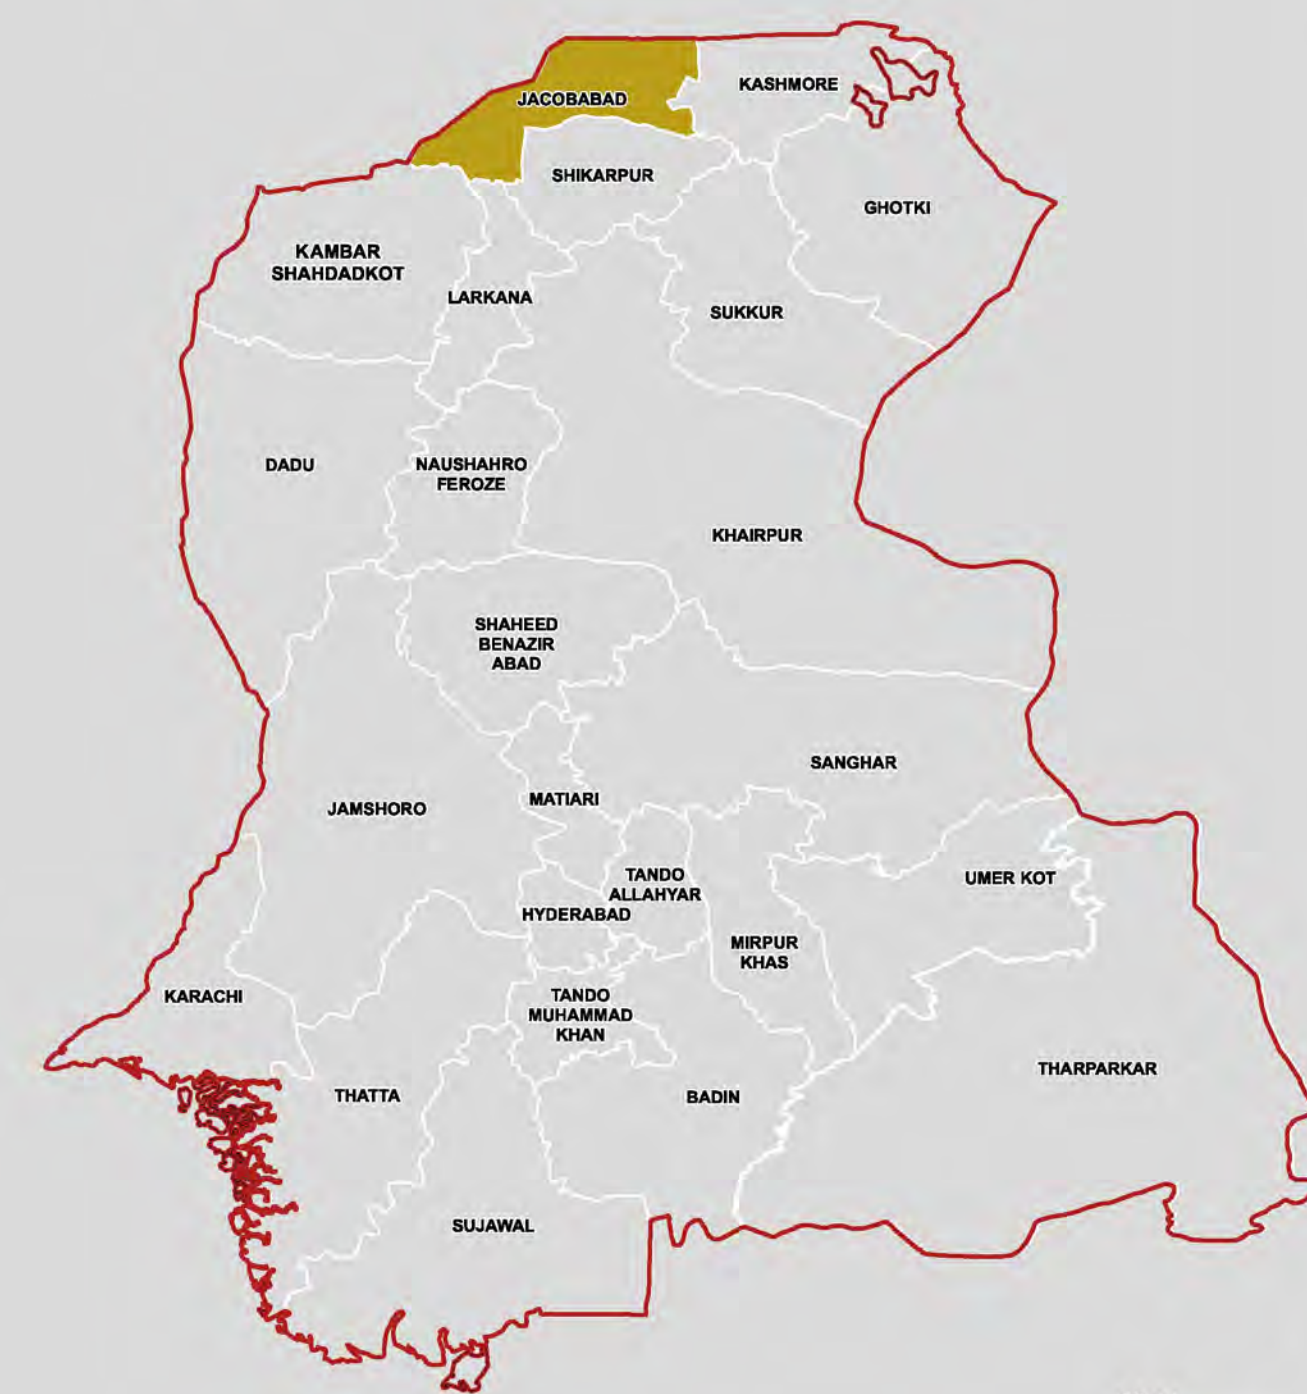 KASHMORE
JACOBABAD
SHIKARPUR
GHOTKI
KAMBAR
SHAHDADKOT
LARKANA
SUKKUR
DADU
NAUSHAHRO
FEROZE
KHAIRPUR
SHAHEED
BENAZIR
ABAD
SANGHAR
MATIARI
JAMSHORO
TANDO
ALLAHYAR
UMER KOT
HYDERABAD
MIRPUR
KHAS
KARACHI
TANDO
MUHAMMAD
KHAN
THARPARKAR
THATTA
BADIN
SUJAWAL